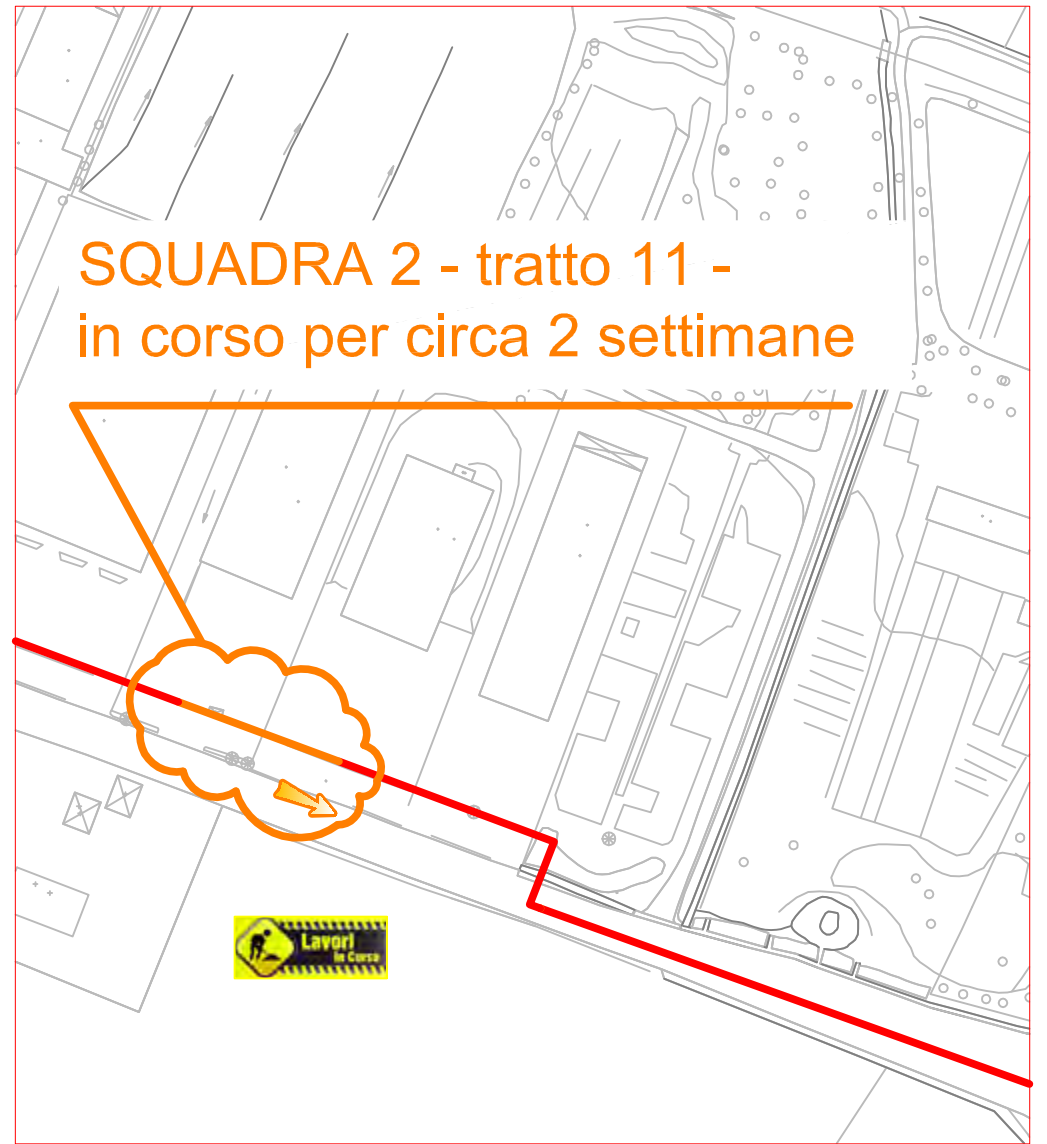 SQUADRA 2 - tratto 11 -
in corso per circa 2 settimane
Lavori
in Corso